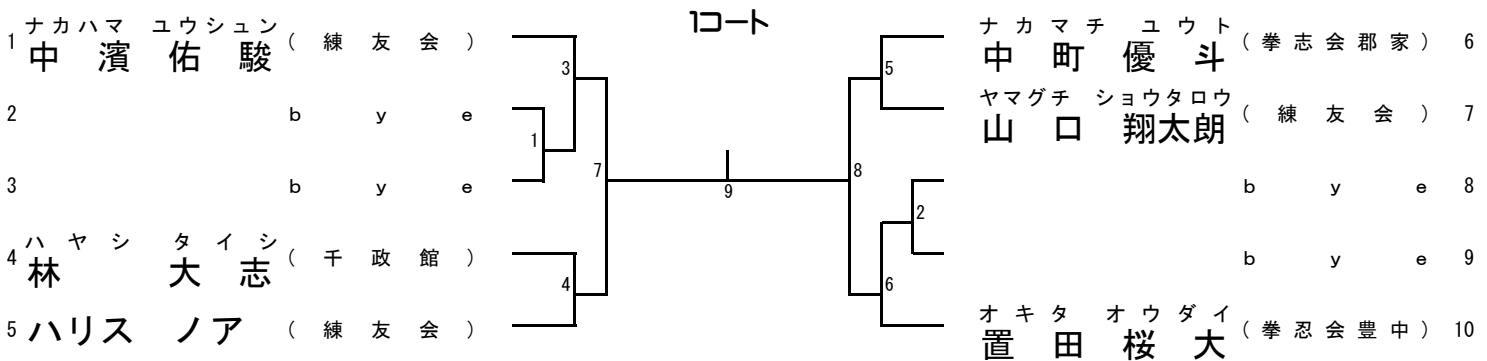 1コート
ナカハマ ユウシュン
1 中濱 佑駿 (練友会)
2 bye
3 bye
ハヤシ タイシ
4 林 大志 (千政館)
5 ハリス ノア (練友会)
3
1
7
4
9
ナカマチ ユウト
中町 優斗 (拳志会郡家) 6
ヤマグチ ショウタロウ
山口 翔太朗 (練友会) 7
bye 8
bye 9
オキタ オウダイ
置田 桜大 (拳忍会豊中) 10
5
8
2
6